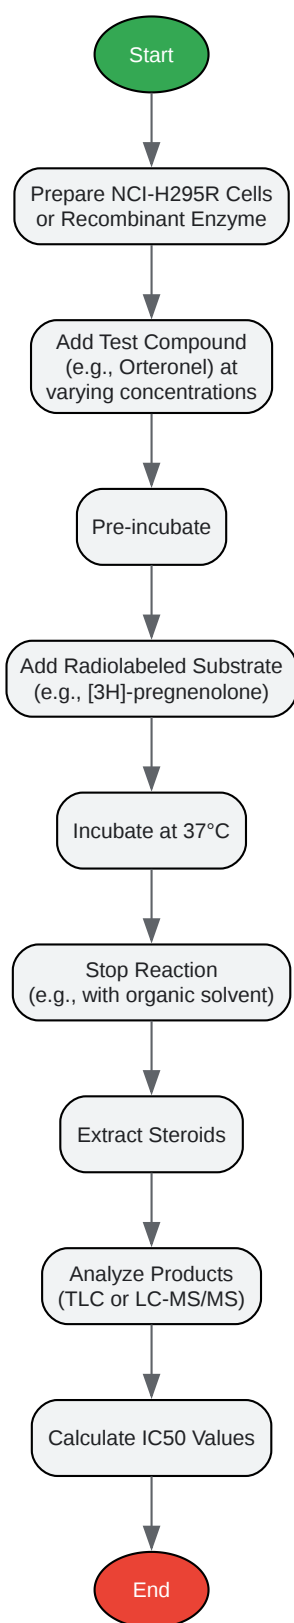 Start
Prepare NCI-H295R Cells
or Recombinant Enzyme
Add Test Compound
(e.g., Orteronel) at
varying concentrations
Pre-incubate
Add Radiolabeled Substrate
(e.g., [3H]-pregnenolone)
Incubate at 37°C
Stop Reaction
(e.g., with organic solvent)
Extract Steroids
Analyze Products
(TLC or LC-MS/MS)
Calculate IC50 Values
End